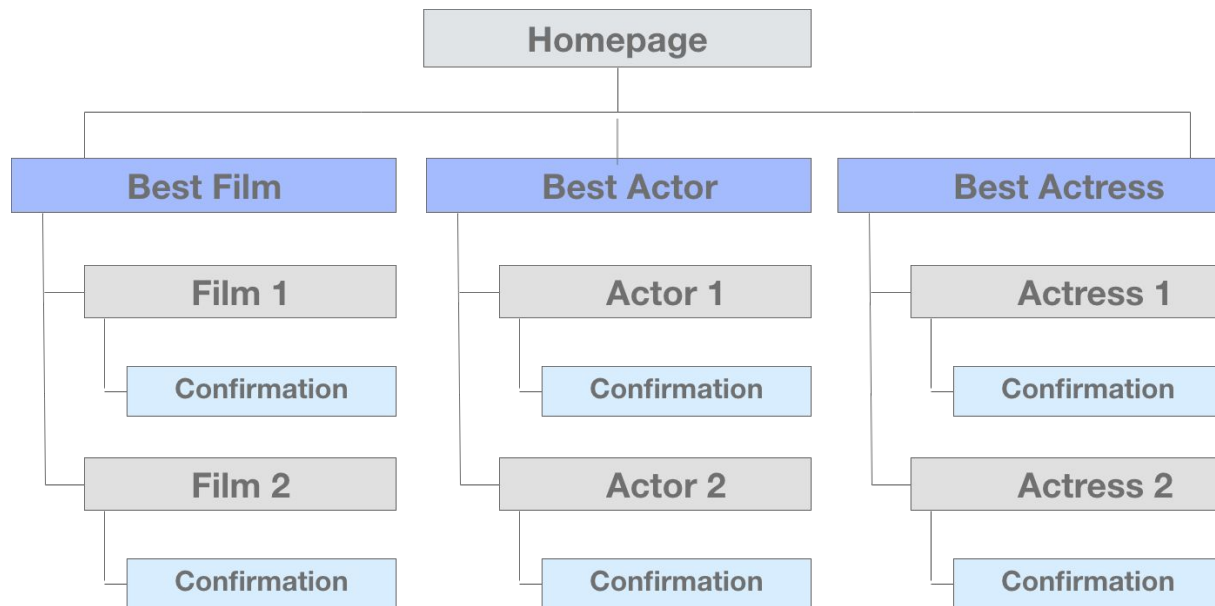 Homepage
Best Film
Best Actor
Best Actress
Film 1
Actor 1
Actress 1
Confirmation
Confirmation
Confirmation
Film 2
Actor 2
Actress 2
Confirmation
Confirmation
Confirmation